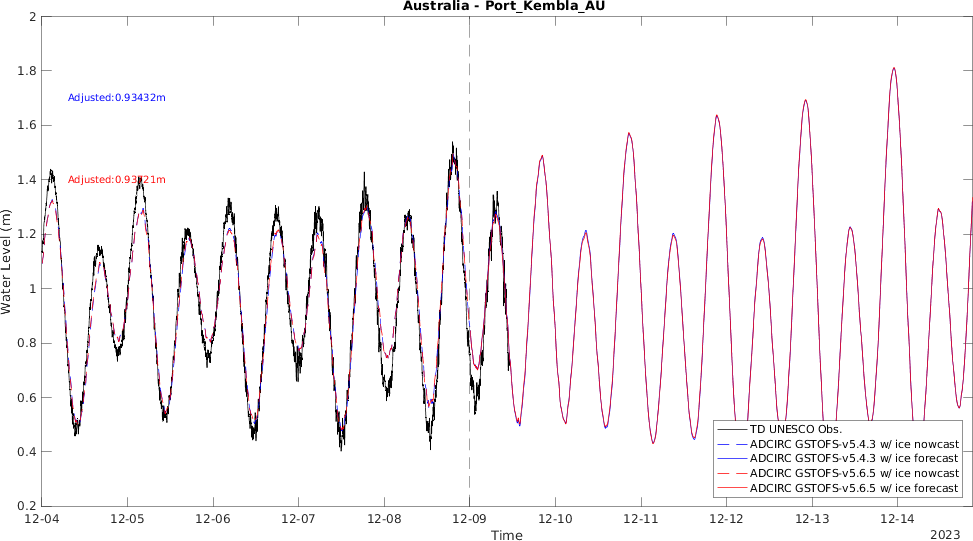 Australia - Port_Kembla_AU
2
1.8
1.6
1.4
1.2
1
0.8
0.6
0.4
0.2
Water Level (m)
Adjusted:0.93432m
Adjusted:0.93721m
TD UNESCO Obs.
ADCIRC GSTOFS-v5.4.3 w/ ice nowcast
ADCIRC GSTOFS-v5.4.3 w/ ice forecast
ADCIRC GSTOFS-v5.6.5 w/ ice nowcast
ADCIRC GSTOFS-v5.6.5 w/ ice forecast
12-04 12-05 12-06 12-07 12-08 12-09 12-10 12-11 12-12 12-13 12-14
Time
2023